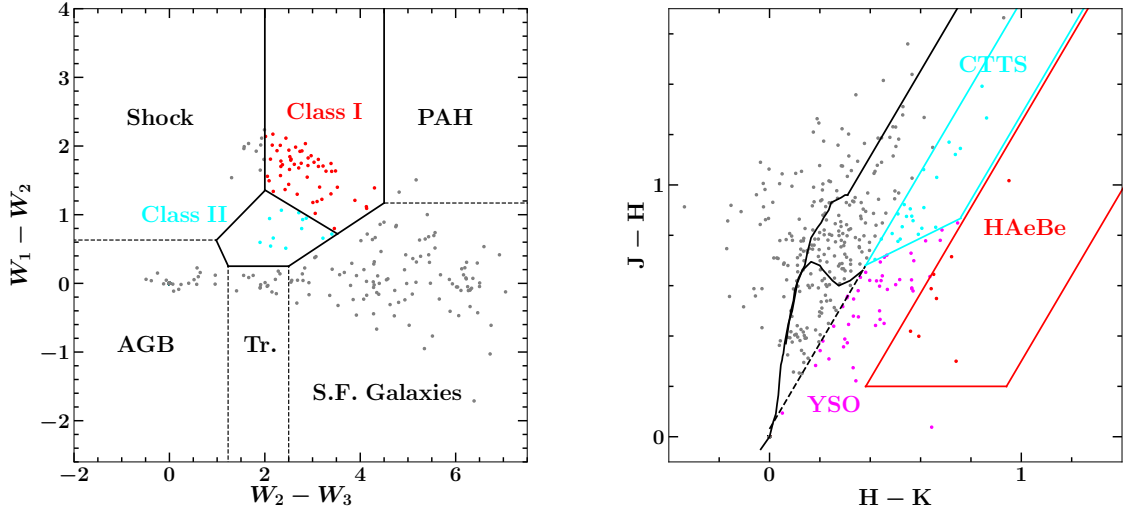 4
3
2
1
0
−1
−2
W₁ − W₂
Shock
Class I
PAH
Class II
AGB
Tr.
S.F. Galaxies
−2
0
2
4
6
W₂ − W₃
1
0
J − H
CTTS
HAeBe
YSO
0
1
H − K